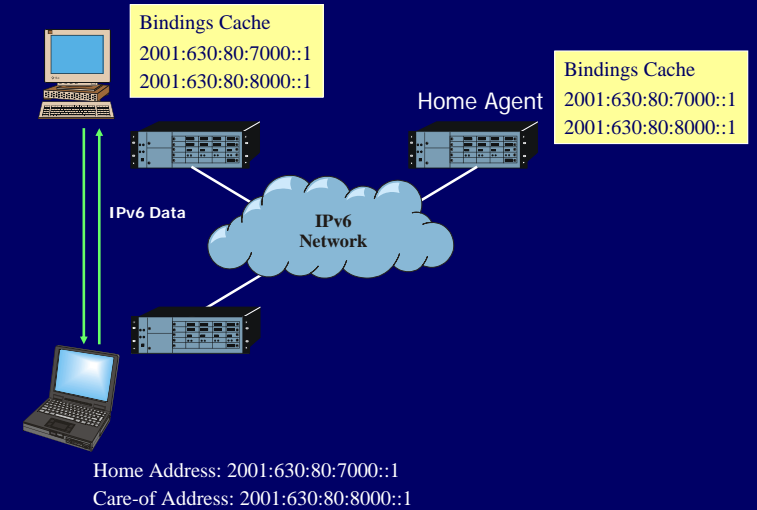 Bindings Cache
2001:630:80:7000::1
2001:630:80:8000::1
Bindings Cache
2001:630:80:7000::1
2001:630:80:8000::1
Home Agent
IPv6 Data
IPv6
Network
Home Address: 2001:630:80:7000::1
Care-of Address: 2001:630:80:8000::1